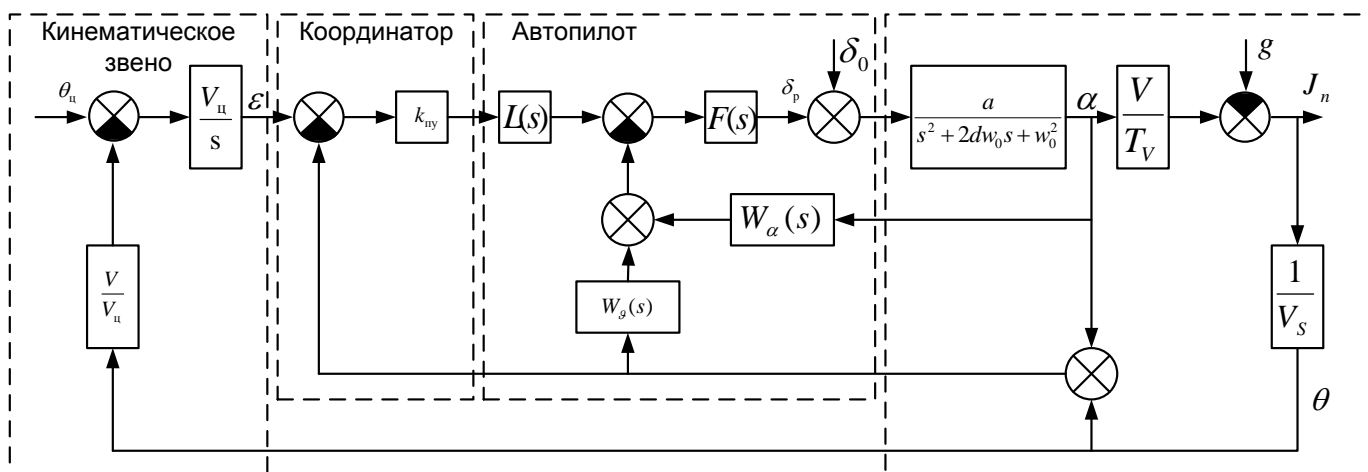 Кинематическое
звено
Координатор
Автопилот
θц
Vц
s
ε
kпу
L(s)
F(s)
δр
δ0
a
s² + 2dw₀s + w₀²
α
V
TV
g
Jn
Wα(s)
Wϑ(s)
V
Vц
1
VS
θ